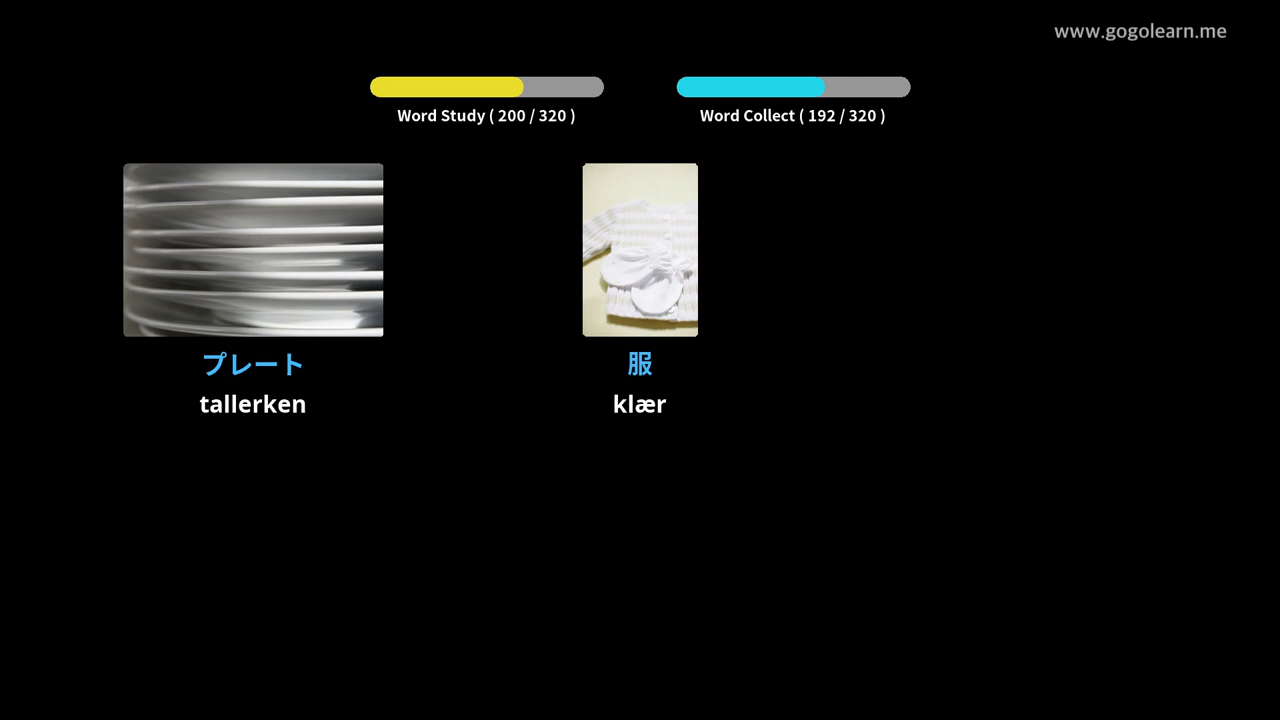 www.gogolearn.me
Word Study ( 200 / 320 )
Word Collect ( 192 / 320 )
プレート
tallerken
服
klær